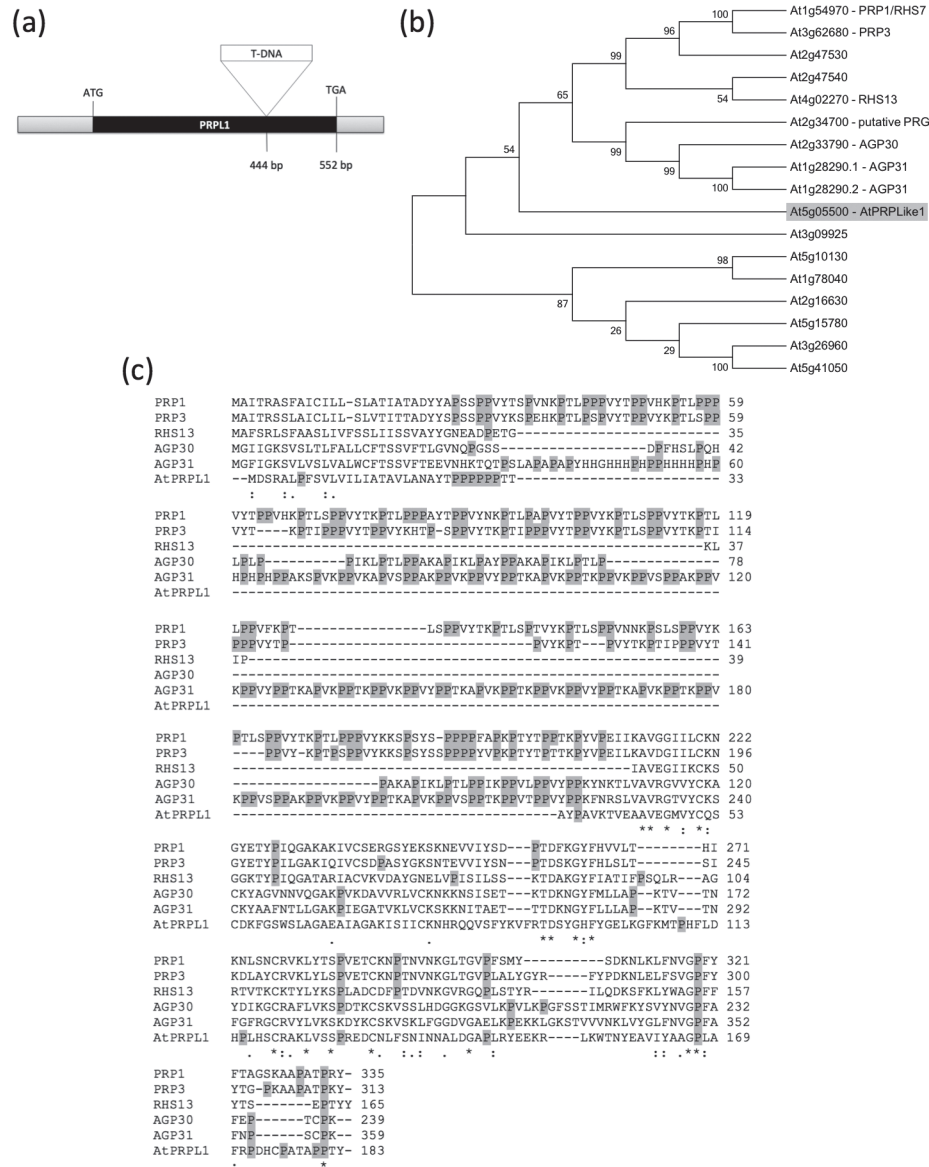 (a)
T-DNA
ATG
TGA
PRPL1
444 bp
552 bp
(b)
At1g54970 - PRP1/RHS7
At3g62680 - PRP3
At2g47530
At2g47540
At4g02270 - RHS13
At2g34700 - putative PRG
At2g33790 - AGP30
At1g28290.1 - AGP31
At1g28290.2 - AGP31
At5g05500 - AtPRPLike1
At3g09925
At5g10130
At1g78040
At2g16630
At5g15780
At3g26960
At5g41050
100
96
99
54
65
99
99
100
54
98
87
26
29
100
(c)
PRP1 MAITRASFAICILL-SLATIATADYYAPSSPPVYTSPVNKPTLPPPVYTPPVHKPTLPPP 59
PRP3 MAITRSSLAICLIL-SLVTITTADYYSPSSPPVYKSPEHKPTLPSPVYTPPVYKPTLSPP 59
RHS13 MAFSRLSFAASLIVFSSLIISSVAYYGNEADPETG------------------------- 35
AGP30 MGIIGKSVSLTLFALLCFTSSVFTLGVNQPGSS------------------DPFHSLPQH 42
AGP31 MGFIGKSVLVSLVALWCFTSSVFTEEVNHKTQTPSLAPAPAPYHHGHHHPHPPHHHHPHP 60
AtPRPL1 --MDSRALPFSVLVILIATAVLANAYTPPPPPPTT------------------------- 33
: :. :.
PRP1 VYTPPVHKPTLSPPVYTKPTLPPPAYTPPVYNKPTLPAPVYTPPVYKPTLSPPVYTKPTL 119
PRP3 VYT----KPTIPPPVYTPPVYKHTP-SPPVYTKPTIPPPVYTPPVYKPTLSPPVYTKPTI 114
RHS13 ----------------------------------------------------------KL 37
AGP30 LPLP----------PIKLPTLPPAKAPIKLPAYPPAKAPIKLPTLP-------------- 78
AGP31 HPHPHPPAKSPVKPPVKAPVSPPAKPPVKPPVYPPTKAPVKPPTKPPVKPPVSPPAKPPV 120
AtPRPL1 ------------------------------------------------------------
PRP1 LPPVFKPT-----------------LSPPVYTKPTLSPTVYKPTLSPPVNNKPSLSPPVYK 163
PRP3 PPPVYTP------------------------------PVYKPT---PVYTKPTIPPPVYT 141
RHS13 IP---------------------------------------------------------- 39
AGP30 ------------------------------------------------------------
AGP31 KPPVYPPTKAPVKPPTKPPVKPPVYPPTKAPVKPPTKPPVKPPVYPPTKAPVKPPTKPPV 180
AtPRPL1 ------------------------------------------------------------
PRP1 PTLSPPVYTKPTLPPPVYKKSPSYS-PPPPFAPKPTYTPPTKPYVPEIIKAVGGIILCKN 222
PRP3 ----PPVY-KPTPSPPVYKKSPSYSSPPPPYVPKPTYTPTTKPYVPEILKAVDGIILCKN 196
RHS13 -------------------------------------------------IAVEGIIKCKS 50
AGP30 ------------------PAKAPIKLPTLPPIKPPVLPPVYPPKYNKTLVAVRGVVYCKA 120
AGP31 KPPVSPPAKPPVKPPVYPPTKAPVKPPVSPPTKPPVTPPVYPPKFNRSLVAVRGTVYCKS 240
AtPRPL1 ----------------------------------------AYPAVKTVEAAVEGMVYCQS 53
** * : *:
PRP1 GYETYPIQGAKAKIVCSERGSYEKSKNEVVIYSD---PTDFKGYFHVVLT-------HI 271
PRP3 GYETYPILGAKIQIVCSDPASYGKSNTEVVIYSN---PTDSKGYFHLSLT-------SI 245
RHS13 GGKTYPIQGATARIACVKVDAYGNELVPISILSS---KTDAKGYFIATIFPSQLR---AG 104
AGP30 CKYAGVNNVQGAKPVKDAVVRLVCKNKKNSISET---KTDKNGYFMLLAP--KTV---TN 172
AGP31 CKYAAFNTLLGAKPIEGATVKLVCKSKKNITAET---TTDKNGYFLLLAP--KTV---TN 292
AtPRPL1 CDKFGSWSLAGAEAIAGAKISIICKNHRQQVSFYKVFRTDSYGHFYGELKGFKMTPHFLD 113
. . ** *:*
PRP1 KNLSNCRVKLYTSPVETCKNPTNVNKGLTGVPFSMY---------SDKNLKLFNVGPFY 321
PRP3 KDLAYCRVKLYLSPVETCKNPTNVNKGLTGVPLALYGYR------FYPDKNLELFSVGPFY 300
RHS13 RTVTKCKTYLYKSPLADCDFPTDVNKGVRGQPLSTYR-------ILQDKSFKLYWAGPFF 157
AGP30 YDIKGCRAFLVKSPDTKCSKVSSLHDGGKGSVLKPVLKPGFSSTIMRWFKYSVYNVGPFA 232
AGP31 FGFRGCRVYLVKSKDYKCSKVSKLFGGDVGAELKPEKKLGKSTVVVNKLVYGLFNVGPFA 352
AtPRPL1 HPLHSCRAKLVSSPREDCNLFSNINNALDGAPLRYEEKR----LKWTNYEAVIYAAGPLA 169
. *:. * * *. :.: . * : :: . **:
PRP1 FTAGSKAAPATPRY- 335
PRP3 YTG-PKAAPATPKY- 313
RHS13 YTS-------EPTYY 165
AGP30 FEP------TCPK- 239
AGP31 FNP------SCPK- 359
AtPRPL1 FRPDHCPATAPPTY- 183
. *